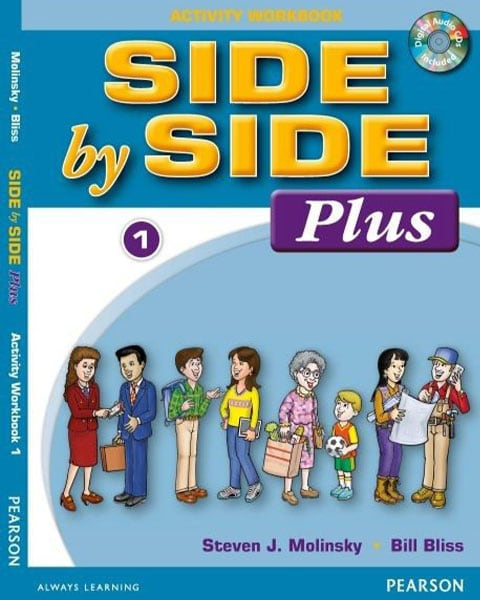 ACTIVITY WORKBOOK
Digital Audio CDs
Included
SIDE
by SIDE
Plus
1
Steven J. Molinsky • Bill Bliss
ALWAYS LEARNING
PEARSON
Molinsky • Bliss
SIDE by SIDE Plus
Activity Workbook 1
PEARSON